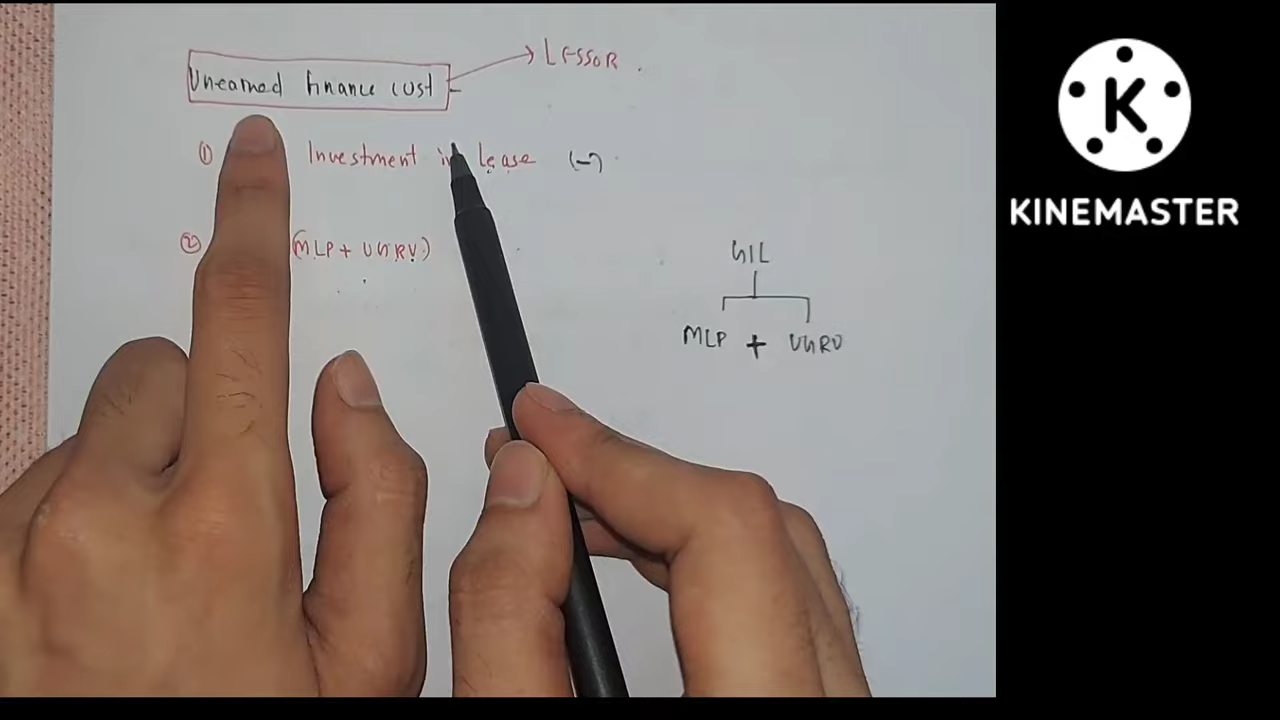 Unearned finance cost - → LESSOR.
① Investment in lease (-)
② (MLP + UGRV)
GIL
MLP + UGRV
K
KINEMASTER